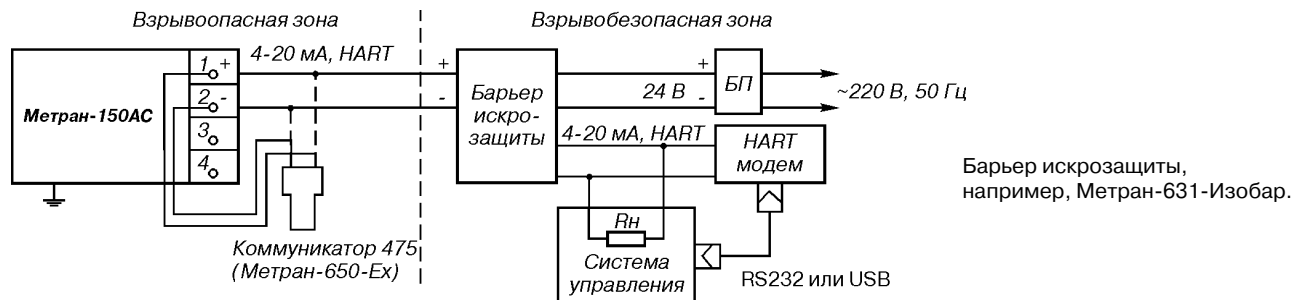 Взрывоопасная зона
Взрывобезопасная зона
4-20 мА, HART
Метран-150АС
1 +
2 -
3
4
+
-
Барьер
искро-
защиты
+
24 В -
БП
~220 В, 50 Гц
4-20 мА, HART
HART
модем
Барьер искрозащиты,
например, Метран-631-Изобар.
Rн
Система
управления
RS232 или USB
Коммуникатор 475
(Метран-650-Ех)